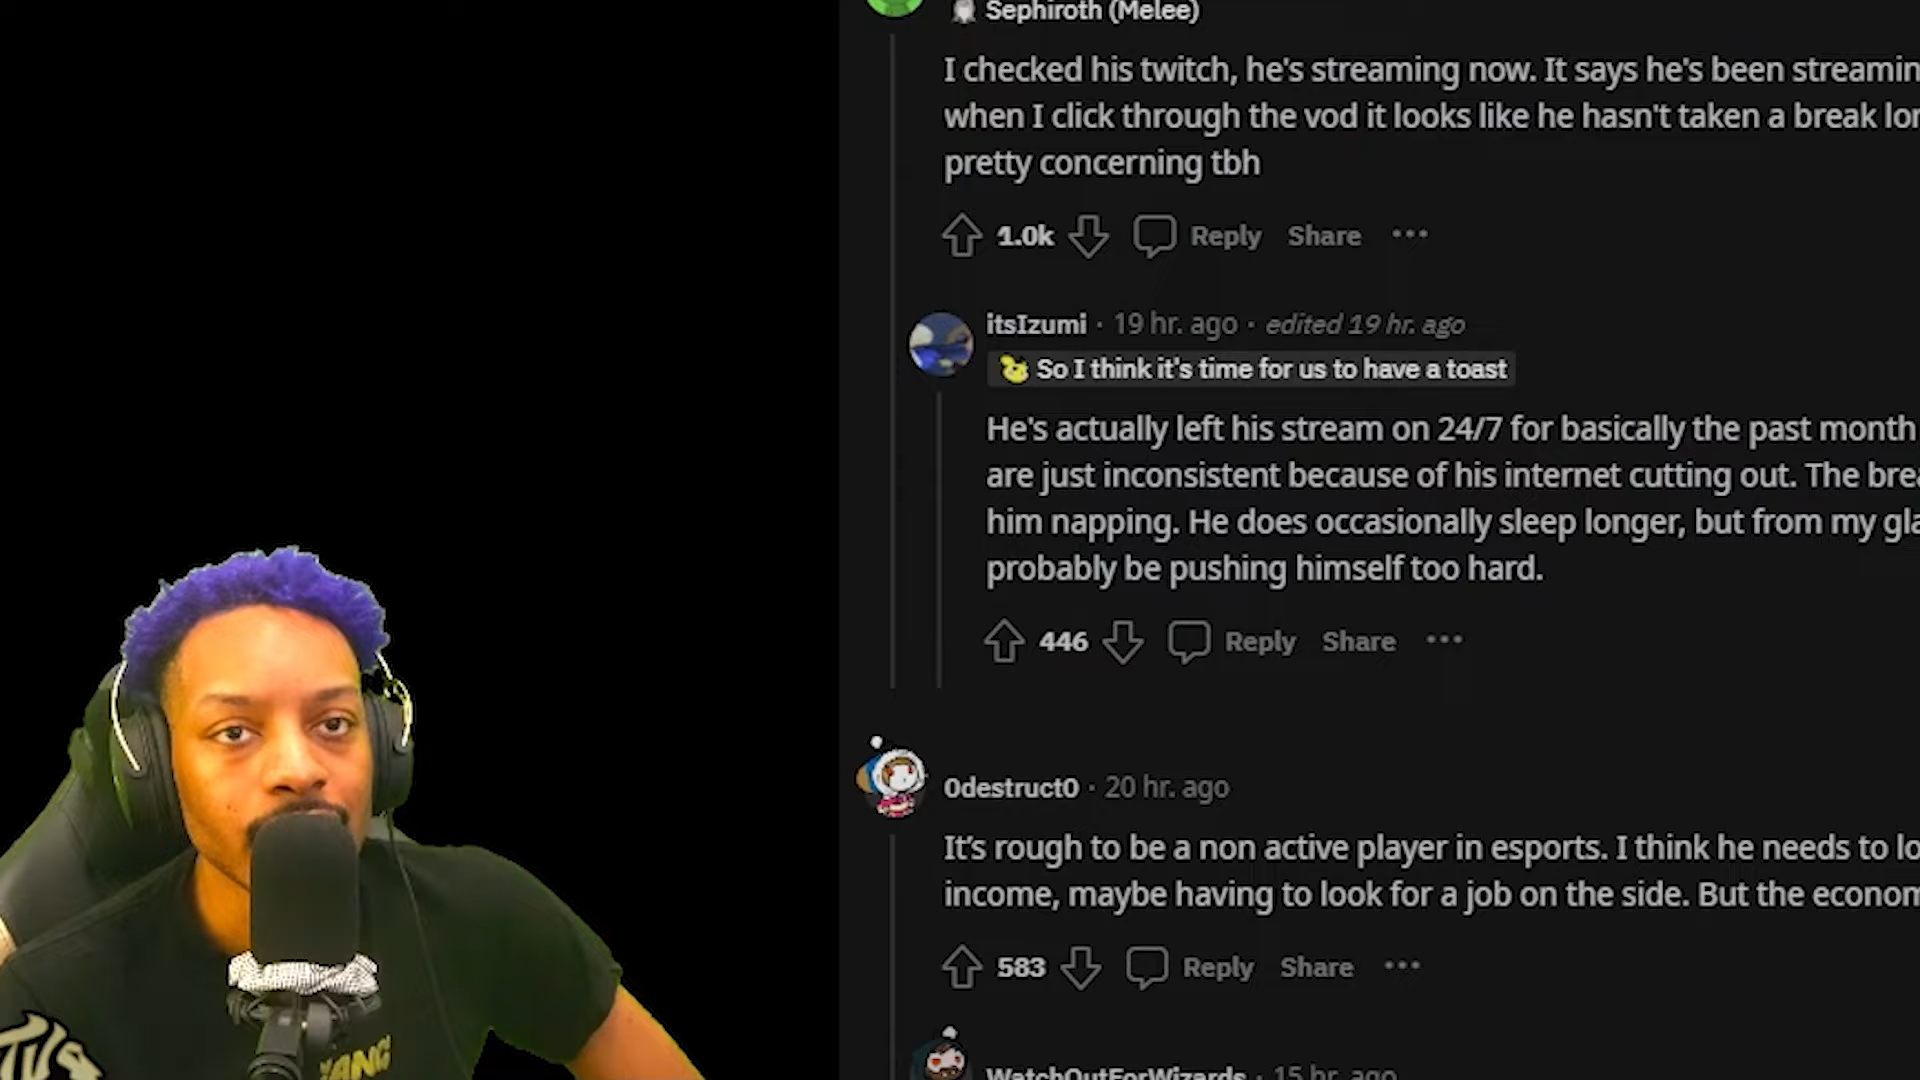 Sephiroth (Melee)
I checked his twitch, he's streaming now. It says he's been streamin
when I click through the vod it looks like he hasn't taken a break lon
pretty concerning tbh
1.0k Reply Share
itsIzumi · 19 hr. ago · edited 19 hr. ago
So I think it's time for us to have a toast
He's actually left his stream on 24/7 for basically the past month
are just inconsistent because of his internet cutting out. The brea
him napping. He does occasionally sleep longer, but from my gla
probably be pushing himself too hard.
446 Reply Share
0destruct0 · 20 hr. ago
It's rough to be a non active player in esports. I think he needs to lo
income, maybe having to look for a job on the side. But the econom
583 Reply Share
WatchOutForWizards · 15 hr. ago